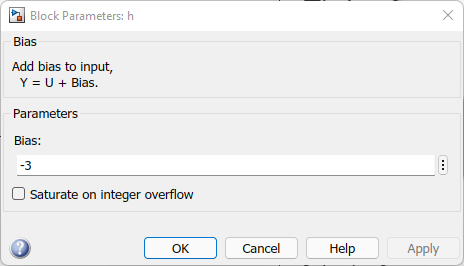 Block Parameters: h
Bias
Add bias to input,
Y = U + Bias.
Parameters
Bias:
-3
Saturate on integer overflow
? OK Cancel Help Apply